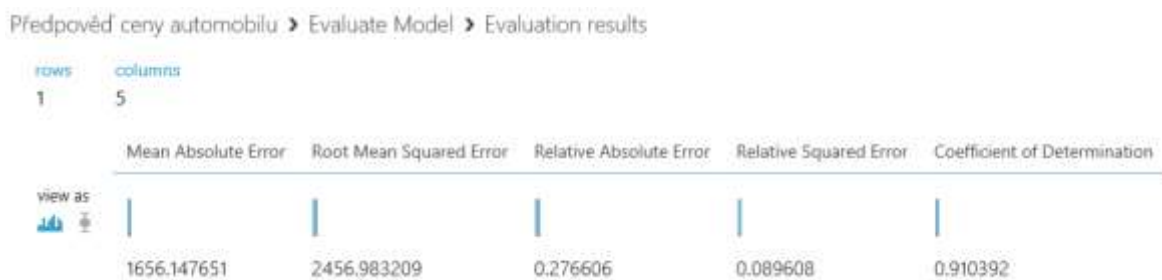 Předpověď ceny automobilu > Evaluate Model > Evaluation results
rows columns
1 5
Mean Absolute Error Root Mean Squared Error Relative Absolute Error Relative Squared Error Coefficient of Determination
view as
1656.147651 2456.983209 0.276606 0.089608 0.910392